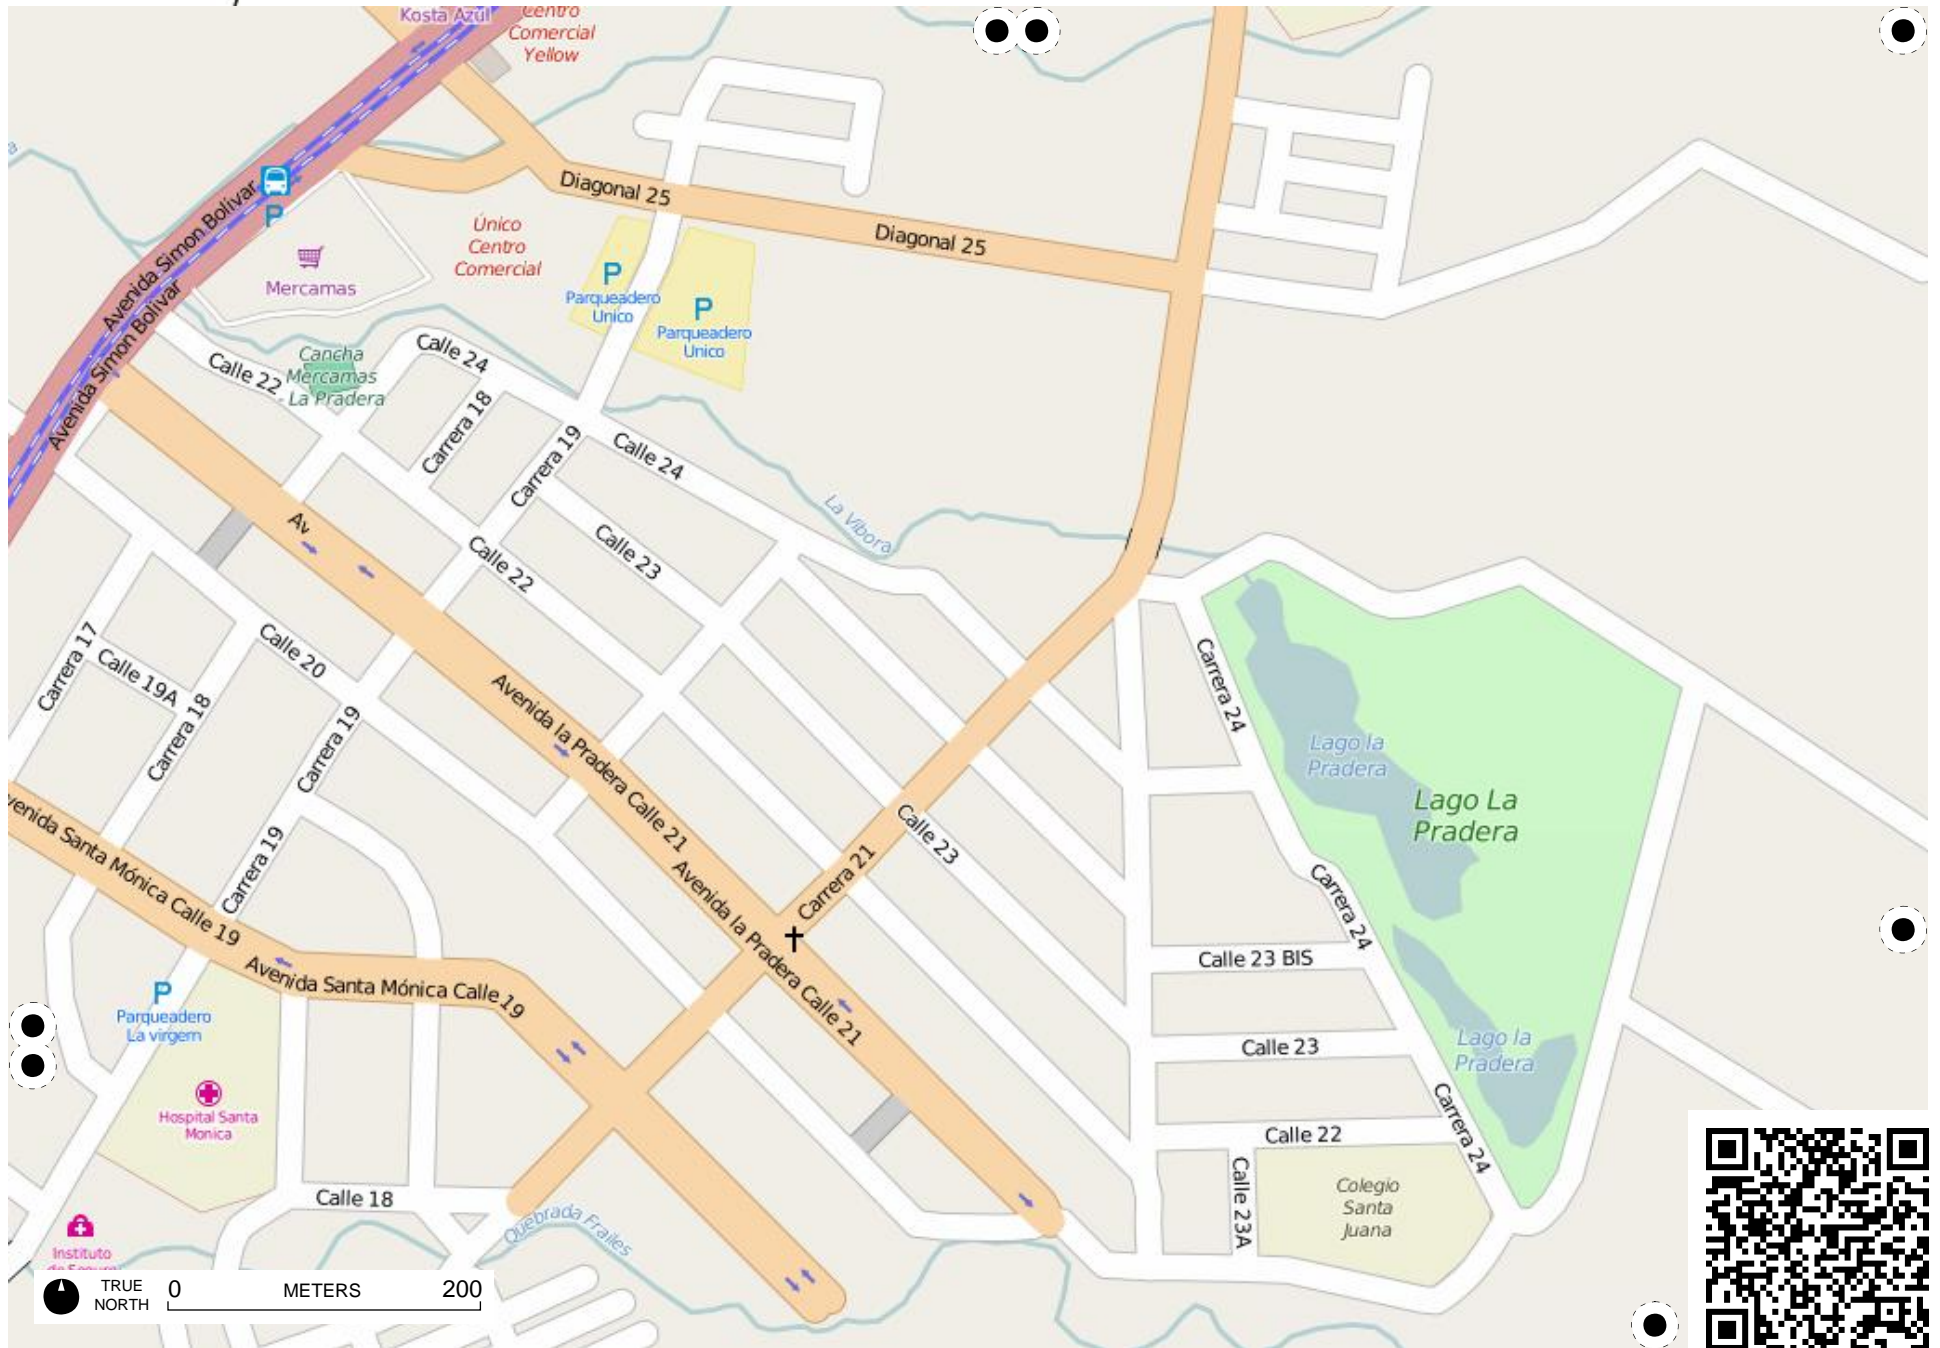 Kosta Azul
Centro
Comercial
Yellow
Diagonal 25
Diagonal 25
Avenida Simon Bolivar
Avenida Simon Bolivar
P
Único
Centro
Comercial
Mercamas
P
Parqueadero
Unico
P
Parqueadero
Unico
Calle 22
Cancha
Mercamas
- La Pradera
Calle 24
Carrera 18
Carrera 19
Calle 24
La Víbora
Av
Calle 22
Calle 23
Carrera 17
Calle 19A
Carrera 18
Calle 20
Carrera 19
Avenida la Pradera Calle 21
Carrera 24
Lago la
Pradera
Lago La
Pradera
Calle 23
Carrera 21
Avenida la Pradera Calle 21
venida Santa Mónica Calle 19
Carrera 19
Avenida Santa Mónica Calle 19
Carrera 24
Calle 23 BIS
P
Parqueadero
La virgem
Calle 23
Lago la
Pradera
Hospital Santa
Monica
Calle 22
Carrera 24
Calle 23A
Colegio
Santa
Juana
Calle 18
Quebrada Frailes
Instituto
TRUE
NORTH
0 METERS 200